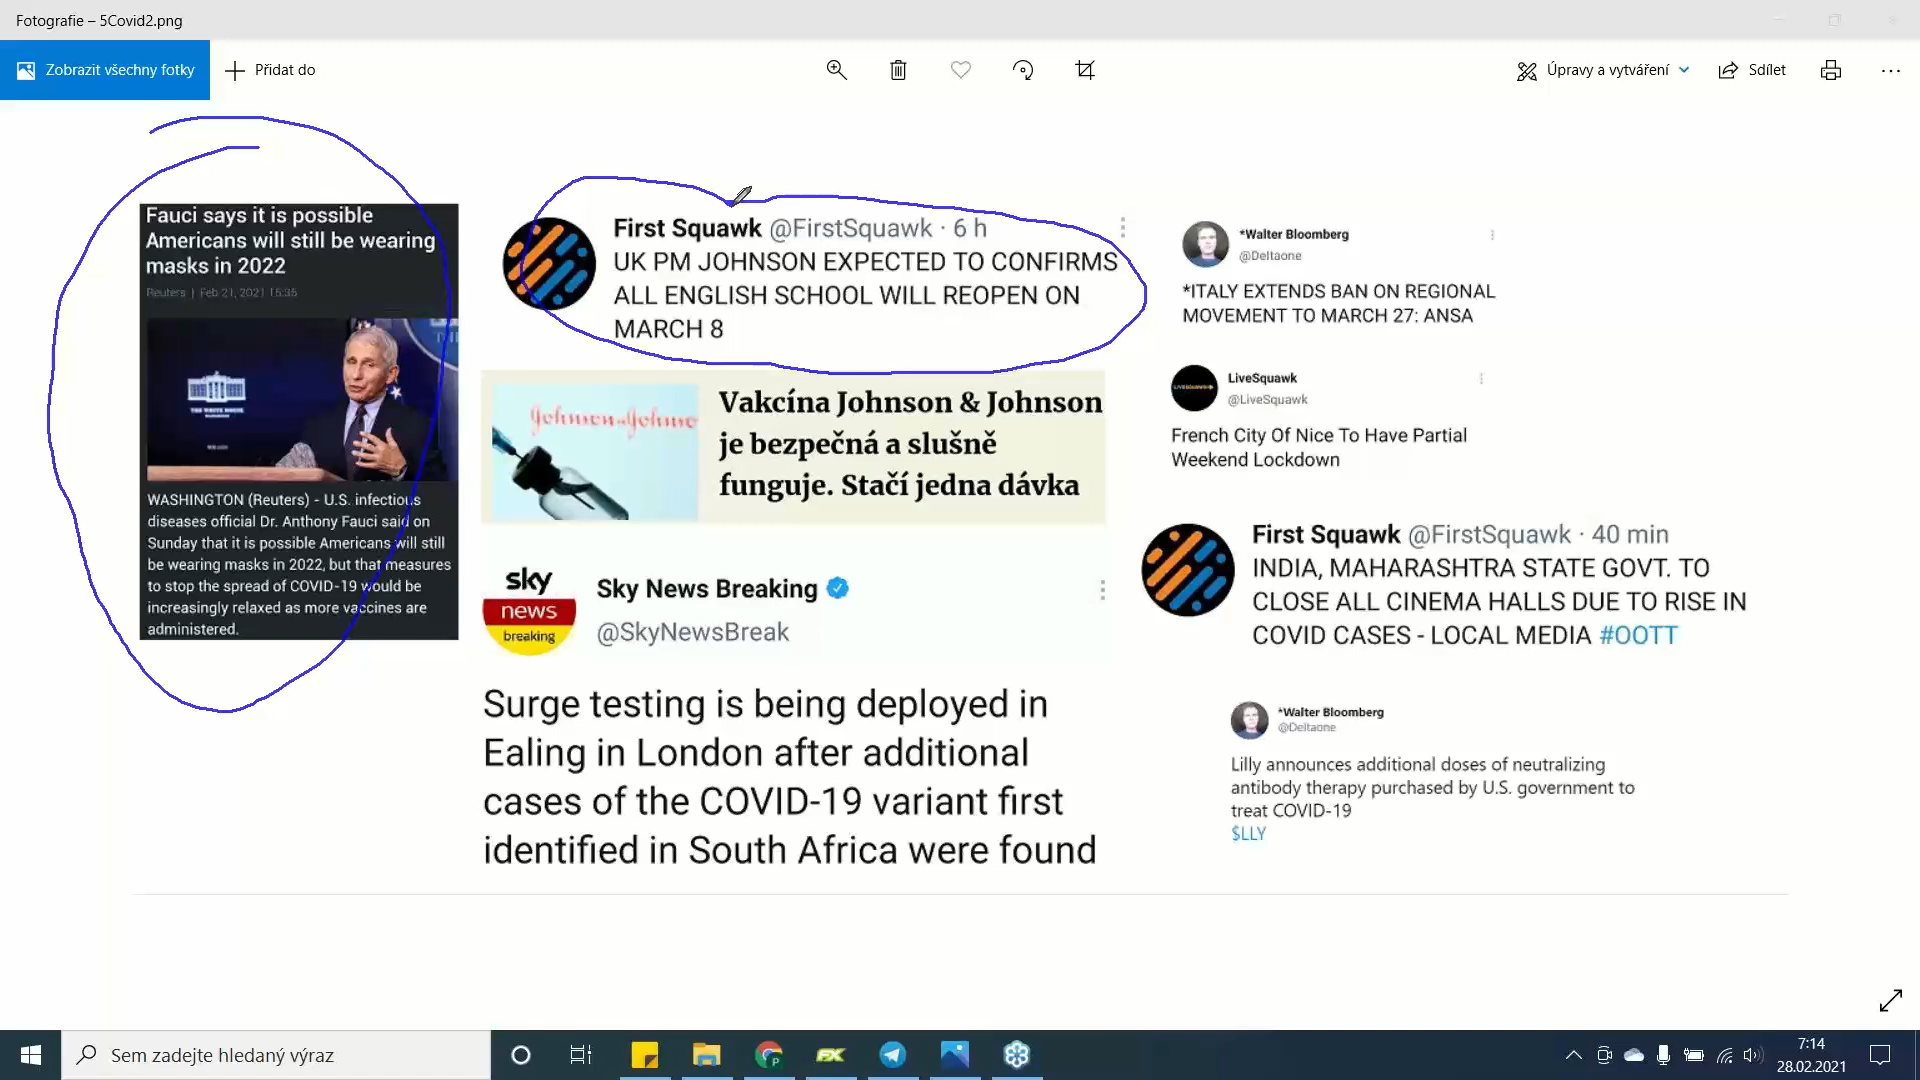 Fotografie – 5Covid2.png
Zobrazit všechny fotky
Přidat do
Úpravy a vytváření
Sdílet
Fauci says it is possible
Americans will still be wearing
masks in 2022
Reuters | Feb 21, 2021 15:35
THE WHITE HOUSE
WASHINGTON (Reuters) - U.S. infectious
diseases official Dr. Anthony Fauci said on
Sunday that it is possible Americans will still
be wearing masks in 2022, but that measures
to stop the spread of COVID-19 would be
increasingly relaxed as more vaccines are
administered.
First Squawk @FirstSquawk · 6 h
UK PM JOHNSON EXPECTED TO CONFIRMS
ALL ENGLISH SCHOOL WILL REOPEN ON
MARCH 8
Johnson&Johnso
Vakcína Johnson & Johnson
je bezpečná a slušně
funguje. Stačí jedna dávka
sky
news
breaking
Sky News Breaking
@SkyNewsBreak
Surge testing is being deployed in
Ealing in London after additional
cases of the COVID-19 variant first
identified in South Africa were found
*Walter Bloomberg
@Deltaone
*ITALY EXTENDS BAN ON REGIONAL
MOVEMENT TO MARCH 27: ANSA
LIVESQUAWK
LiveSquawk
@LiveSquawk
French City Of Nice To Have Partial
Weekend Lockdown
First Squawk @FirstSquawk · 40 min
INDIA, MAHARASHTRA STATE GOVT. TO
CLOSE ALL CINEMA HALLS DUE TO RISE IN
COVID CASES - LOCAL MEDIA #OOTT
*Walter Bloomberg
@Deltaone
Lilly announces additional doses of neutralizing
antibody therapy purchased by U.S. government to
treat COVID-19
$LLY
Sem zadejte hledaný výraz
P
FX
7:14
28.02.2021